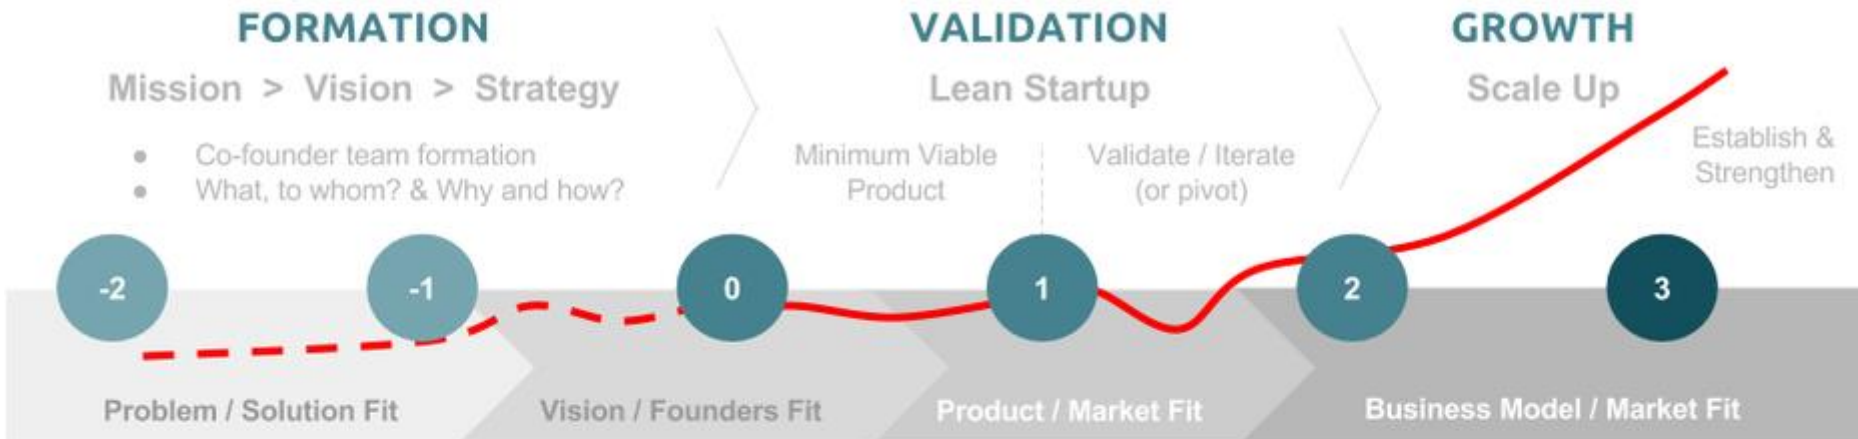 FORMATION
Mission > Vision > Strategy
● Co-founder team formation
● What, to whom? & Why and how?
VALIDATION
Lean Startup
Minimum Viable
Product
Validate / Iterate
(or pivot)
GROWTH
Scale Up
Establish &
Strengthen
-2
-1
0
1
2
3
Problem / Solution Fit
Vision / Founders Fit
Product / Market Fit
Business Model / Market Fit